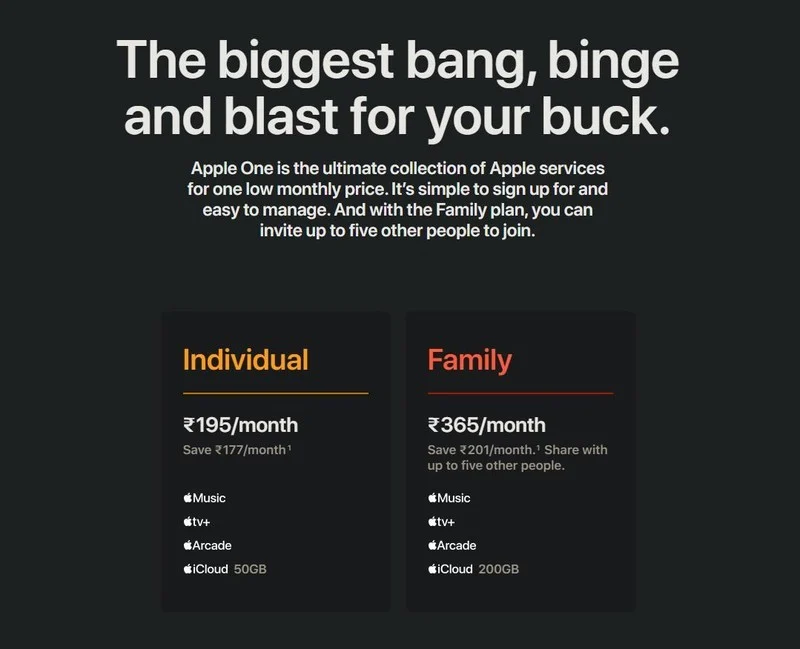 The biggest bang, binge
and blast for your buck.
Apple One is the ultimate collection of Apple services
for one low monthly price. It’s simple to sign up for and
easy to manage. And with the Family plan, you can
invite up to five other people to join.
Individual
₹195/month
Save ₹177/month¹
Music
tv+
Arcade
iCloud 50GB
Family
₹365/month
Save ₹201/month.¹ Share with
up to five other people.
Music
tv+
Arcade
iCloud 200GB